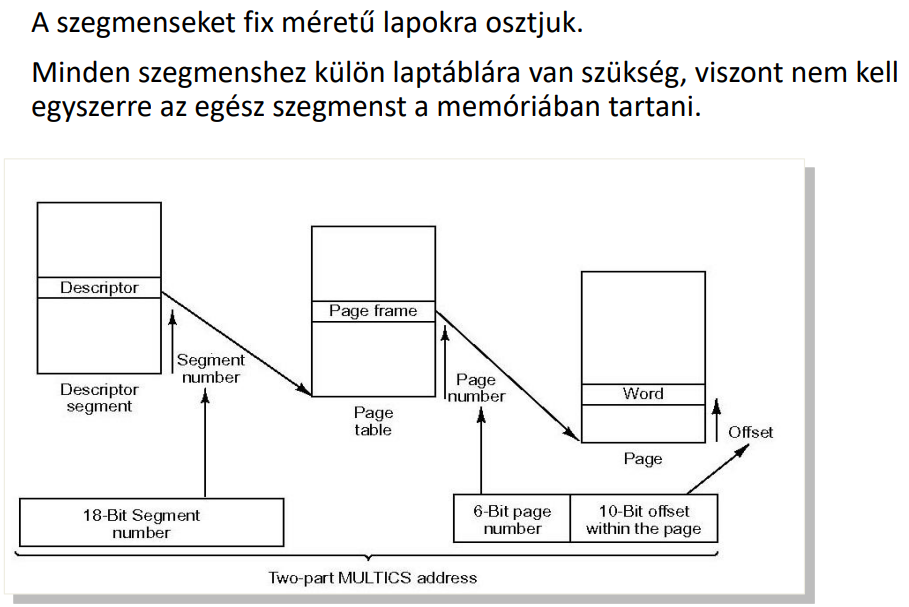 A szegmenseket fix méretű lapokra osztjuk.
Minden szegmenshez külön laptáblára van szükség, viszont nem kell
egyszerre az egész szegmenst a memóriában tartani.
Descriptor
Segment
number
Descriptor
segment
Page frame
Page
number
Page
table
Word
Offset
Page
18-Bit Segment
number
6-Bit page
number
10-Bit offset
within the page
Two-part MULTICS address